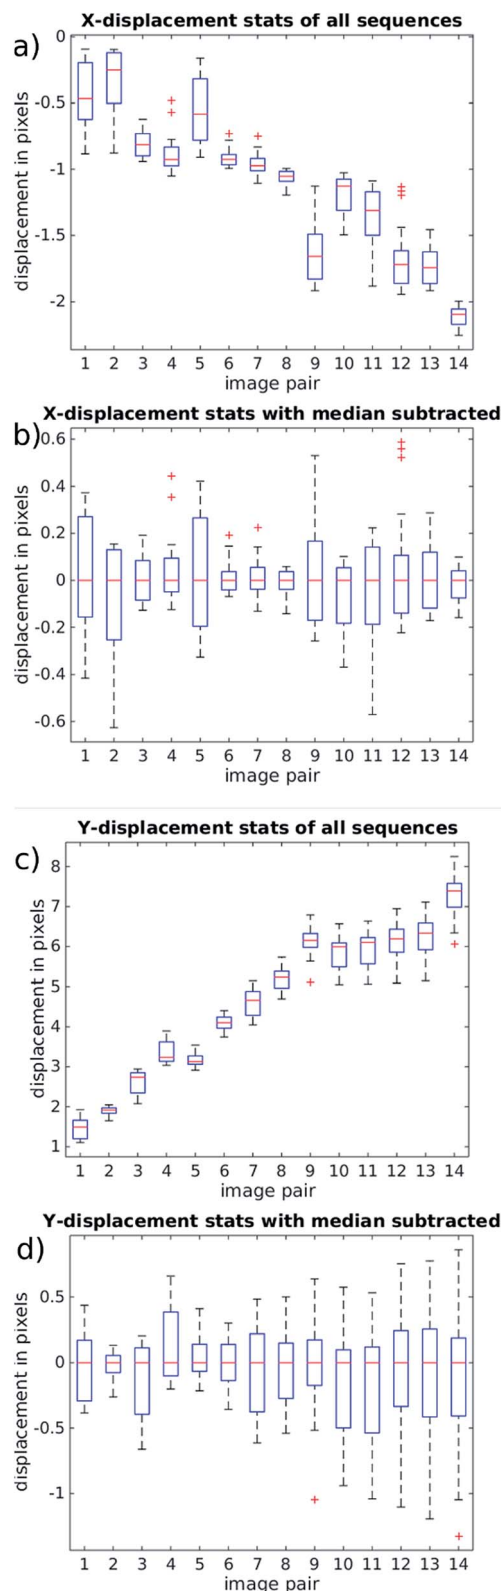 X-displacement stats of all sequences
a)
0
-0.5
-1
-1.5
-2
displacement in pixels
1 2 3 4 5 6 7 8 9 10 11 12 13 14
image pair
X-displacement stats with median subtracted
b)
0.6
0.4
0.2
0
-0.2
-0.4
-0.6
displacement in pixels
1 2 3 4 5 6 7 8 9 10 11 12 13 14
image pair
Y-displacement stats of all sequences
c)
8
7
6
5
4
3
2
1
displacement in pixels
1 2 3 4 5 6 7 8 9 10 11 12 13 14
image pair
Y-displacement stats with median subtracted
d)
0.5
0
-0.5
-1
displacement in pixels
1 2 3 4 5 6 7 8 9 10 11 12 13 14
image pair